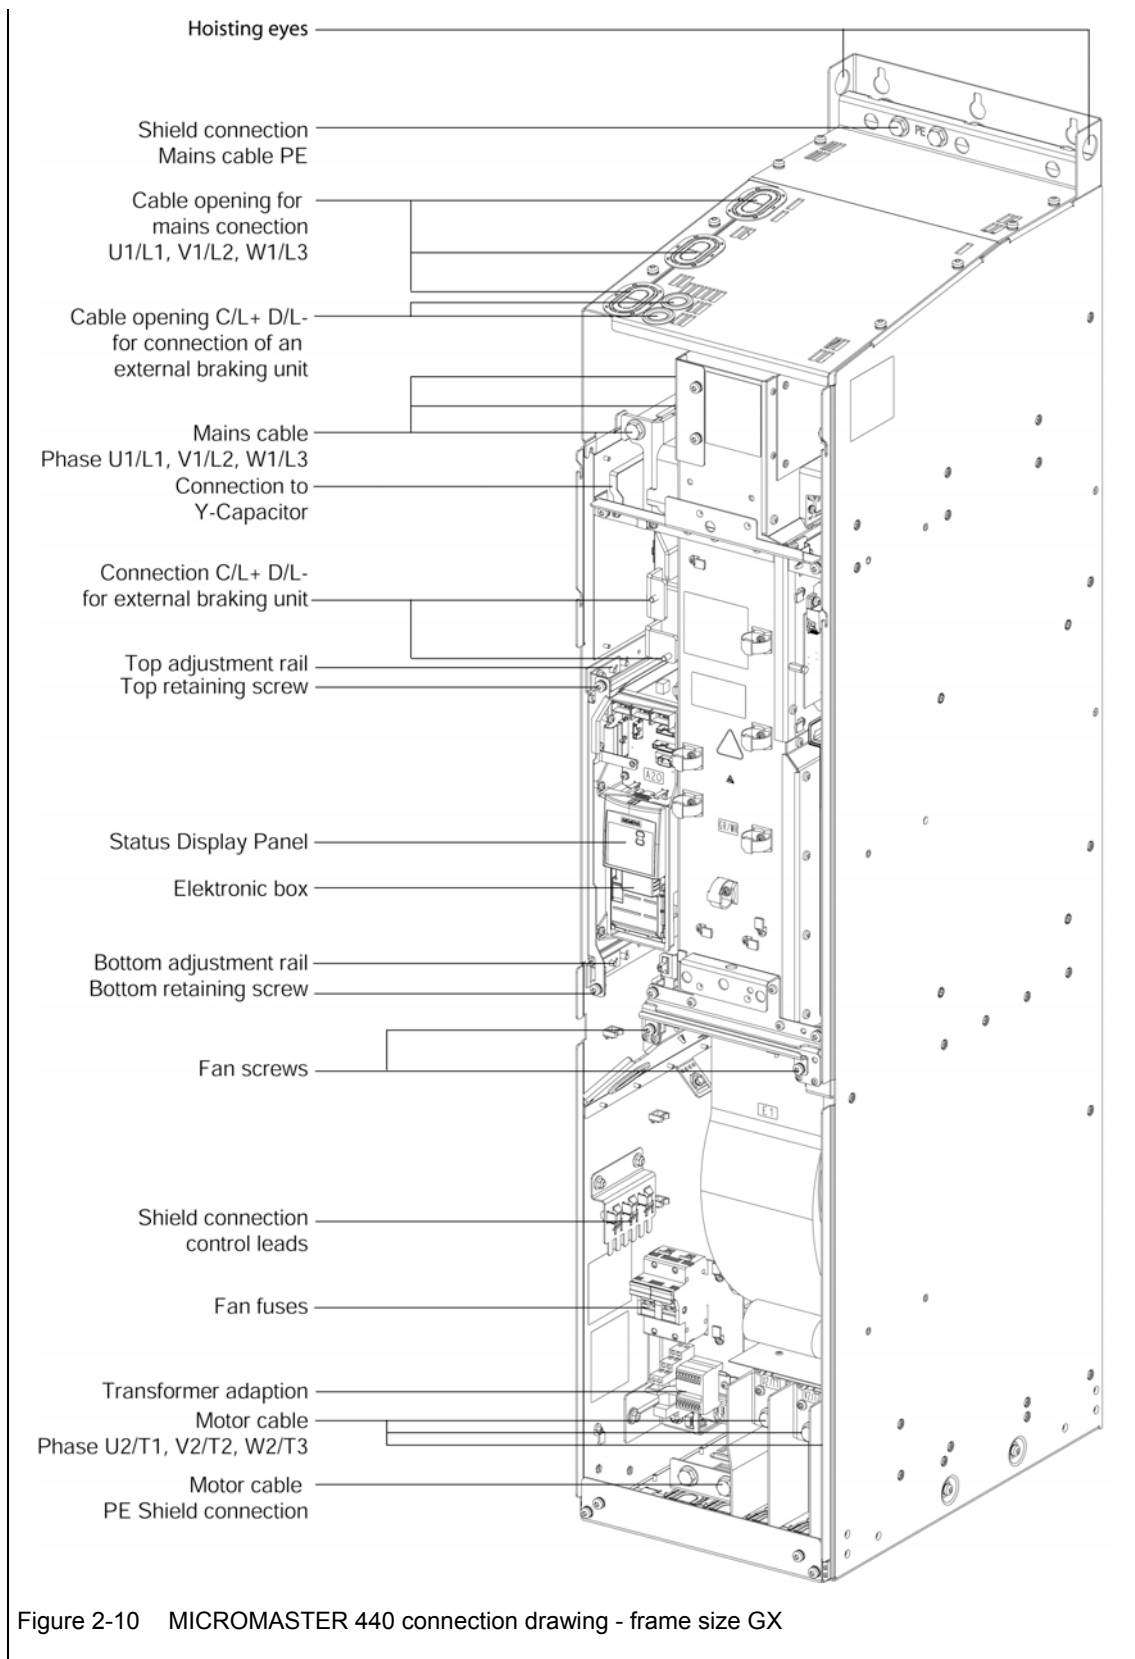 Hoisting eyes
Shield connection
Mains cable PE
Cable opening for
mains conection
U1/L1, V1/L2, W1/L3
Cable opening C/L+ D/L-
for connection of an
external braking unit
Mains cable
Phase U1/L1, V1/L2, W1/L3
Connection to
Y-Capacitor
Connection C/L+ D/L-
for external braking unit
Top adjustment rail
Top retaining screw
Status Display Panel
Elektronic box
Bottom adjustment rail
Bottom retaining screw
Fan screws
Shield connection
control leads
Fan fuses
Transformer adaption
Motor cable
Phase U2/T1, V2/T2, W2/T3
Motor cable
PE Shield connection
PE
A20
SIEMENS
E1
Figure 2-10 MICROMASTER 440 connection drawing - frame size GX